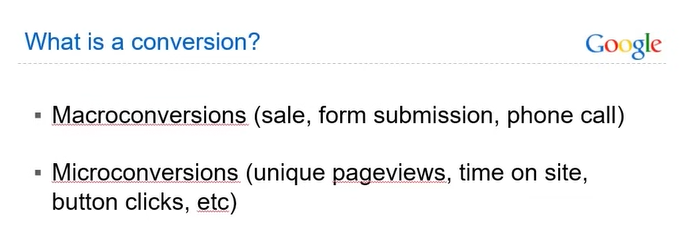 What is a conversion?
Google
Macroconversions (sale, form submission, phone call)
Microconversions (unique pageviews, time on site,
button clicks, etc)